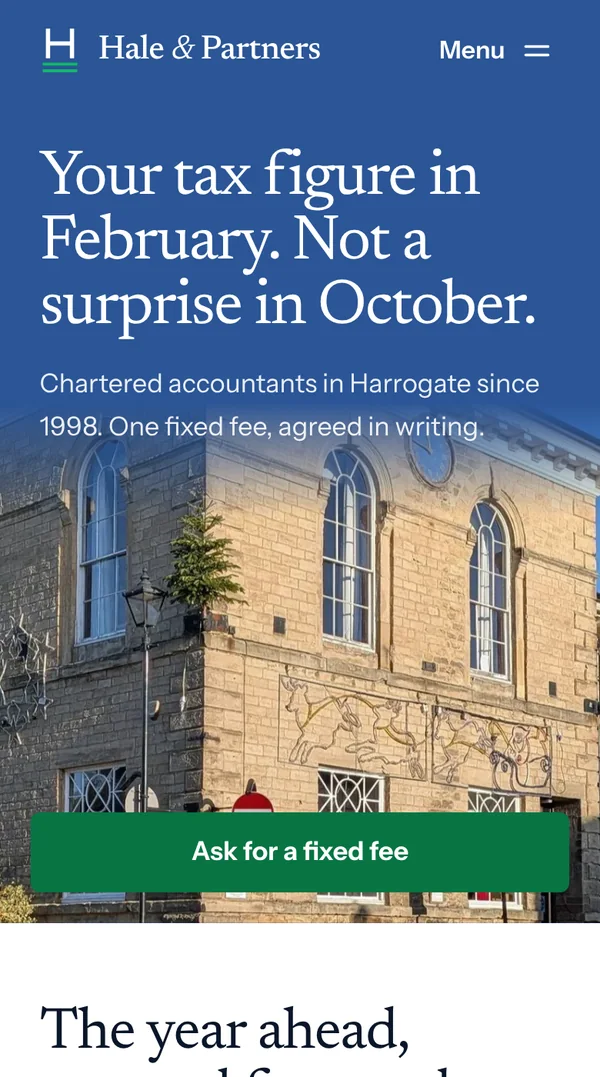 H Hale & Partners
Menu
Your tax figure in
February. Not a
surprise in October.
Chartered accountants in Harrogate since
1998. One fixed fee, agreed in writing.
Ask for a fixed fee
The year ahead,